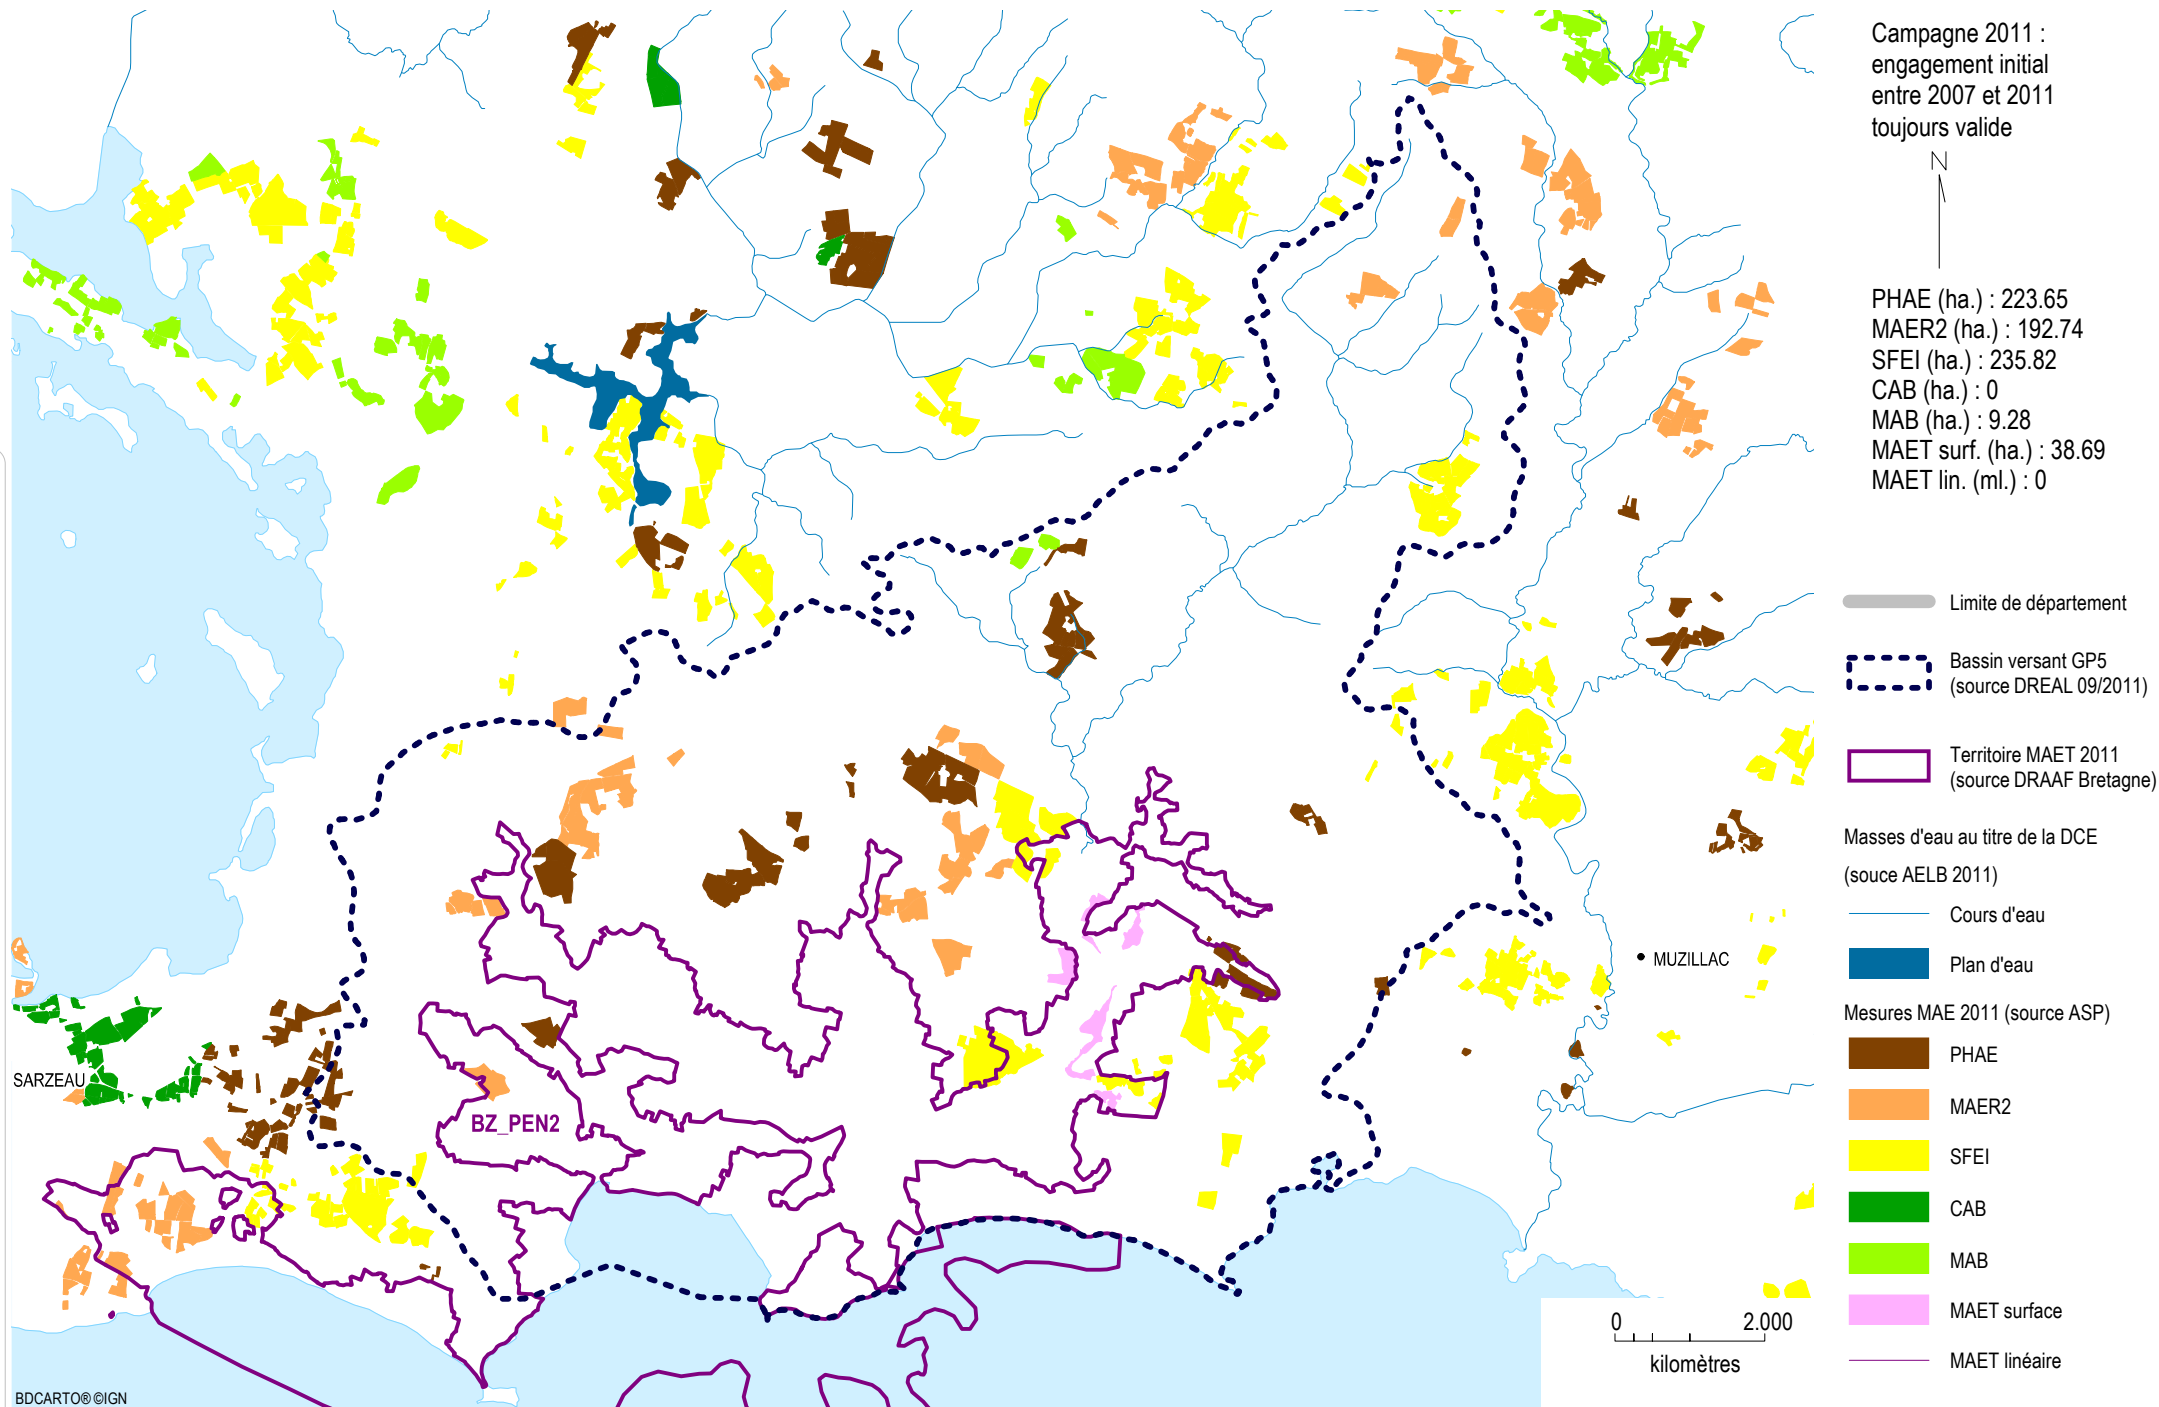 Campagne 2011 :
engagement initial
entre 2007 et 2011
toujours valide
N
PHAE (ha.) : 223.65
MAER2 (ha.) : 192.74
SFEI (ha.) : 235.82
CAB (ha.) : 0
MAB (ha.) : 9.28
MAET surf. (ha.) : 38.69
MAET lin. (ml.) : 0
Limite de département
Bassin versant GP5
(source DREAL 09/2011)
Territoire MAET 2011
(source DRAAF Bretagne)
Masses d'eau au titre de la DCE
(souce AELB 2011)
Cours d'eau
Plan d'eau
Mesures MAE 2011 (source ASP)
PHAE
MAER2
SFEI
CAB
MAB
MAET surface
MAET linéaire
MUZILLAC
SARZEAU
BZ_PEN2
0 2.000
kilomètres
BDCARTO® ©IGN